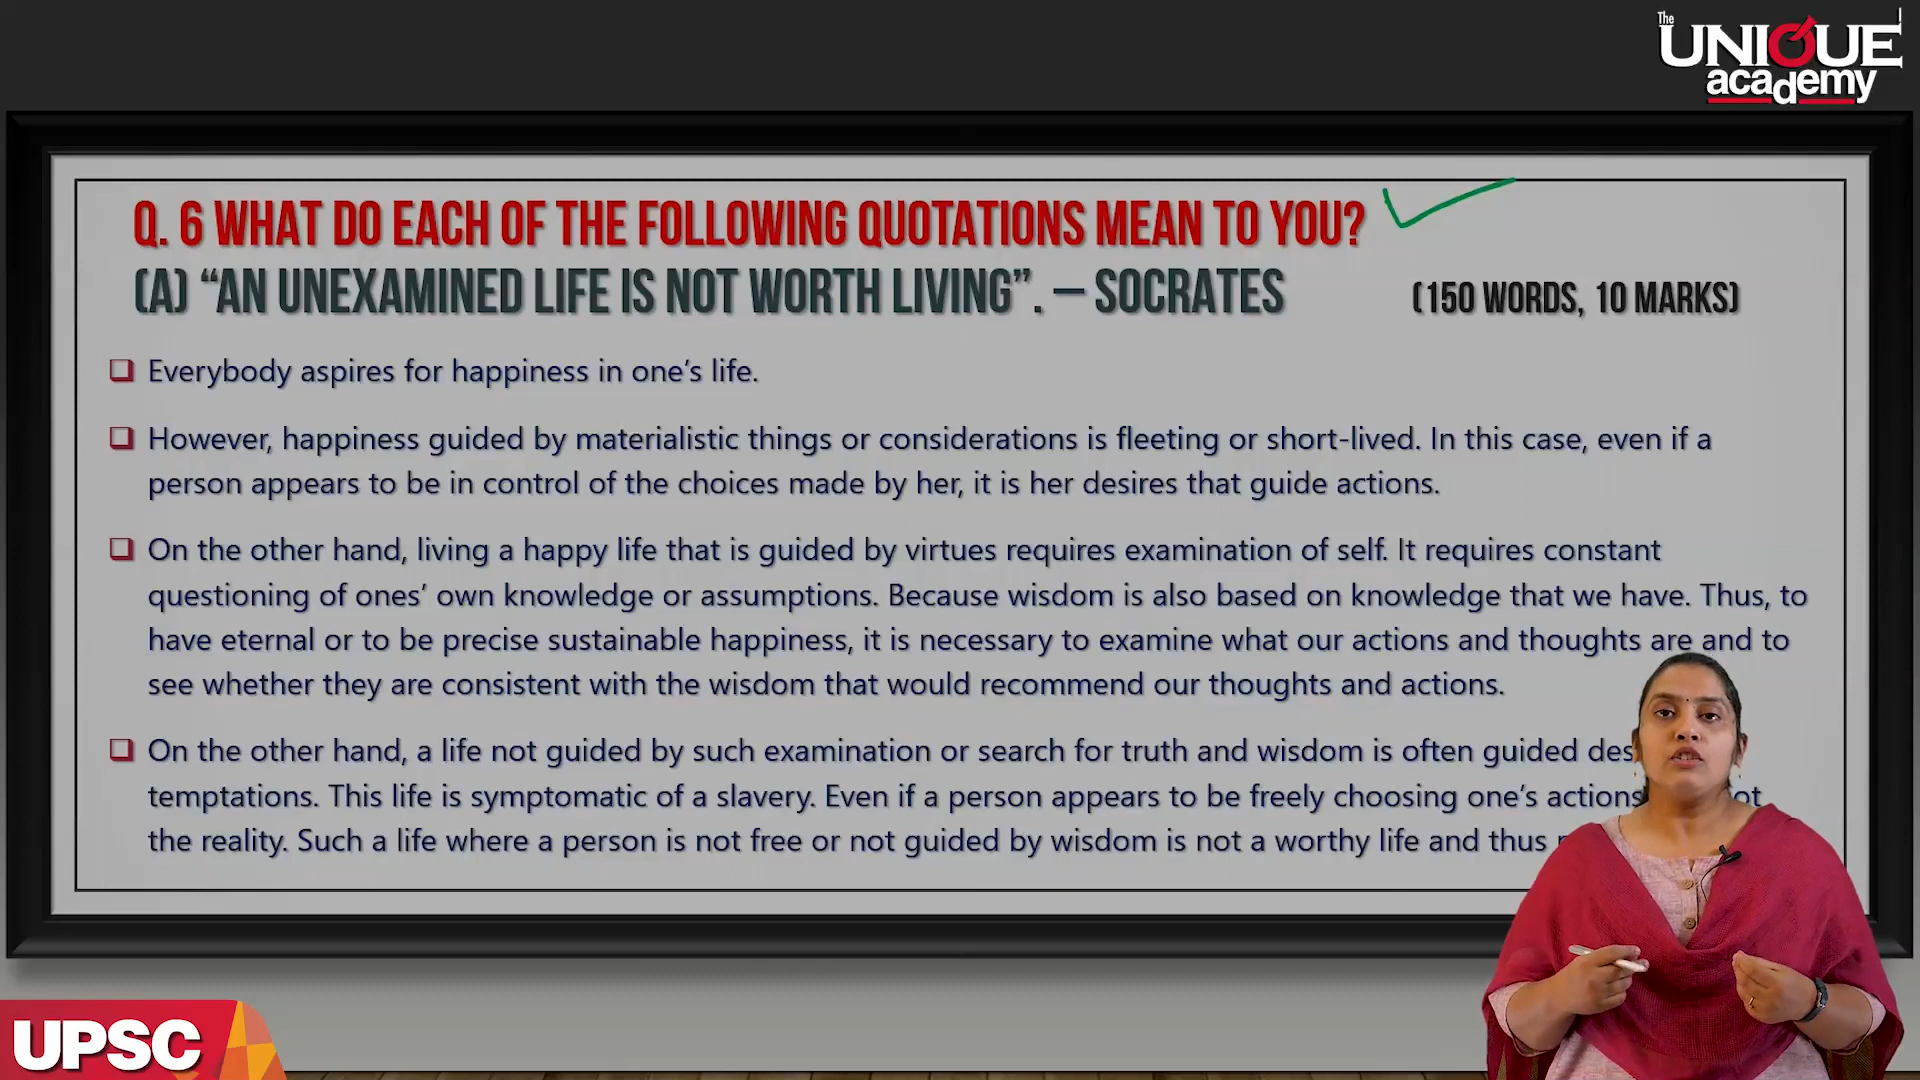 The
UNIQUE
academy
Q. 6 WHAT DO EACH OF THE FOLLOWING QUOTATIONS MEAN TO YOU?
(A) “AN UNEXAMINED LIFE IS NOT WORTH LIVING”. – SOCRATES (150 WORDS, 10 MARKS)
Everybody aspires for happiness in one’s life.
However, happiness guided by materialistic things or considerations is fleeting or short-lived. In this case, even if a
person appears to be in control of the choices made by her, it is her desires that guide actions.
On the other hand, living a happy life that is guided by virtues requires examination of self. It requires constant
questioning of ones’ own knowledge or assumptions. Because wisdom is also based on knowledge that we have. Thus, to
have eternal or to be precise sustainable happiness, it is necessary to examine what our actions and thoughts are and to
see whether they are consistent with the wisdom that would recommend our thoughts and actions.
On the other hand, a life not guided by such examination or search for truth and wisdom is often guided
temptations. This life is symptomatic of a slavery. Even if a person appears to be freely choosing one’s actions
the reality. Such a life where a person is not free or not guided by wisdom is not a worthy life and thus
UPSC